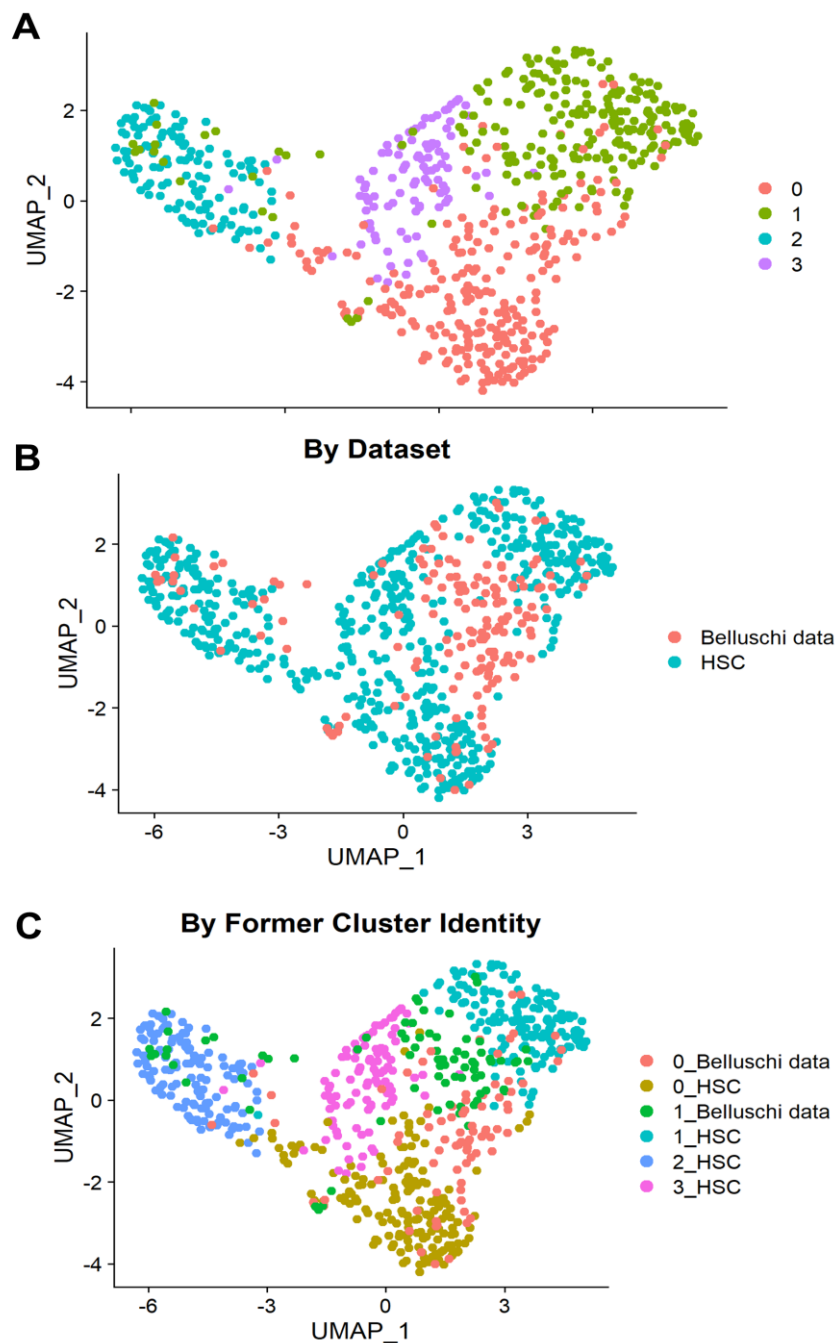 A
2
0
-2
-4
UMAP_2
0
1
2
3
B
By Dataset
2
0
-2
-4
UMAP_2
-6 -3 0 3
UMAP_1
Belluschi data
HSC
C
By Former Cluster Identity
2
0
-2
-4
UMAP_2
-6 -3 0 3
UMAP_1
0_Belluschi data
0_HSC
1_Belluschi data
1_HSC
2_HSC
3_HSC